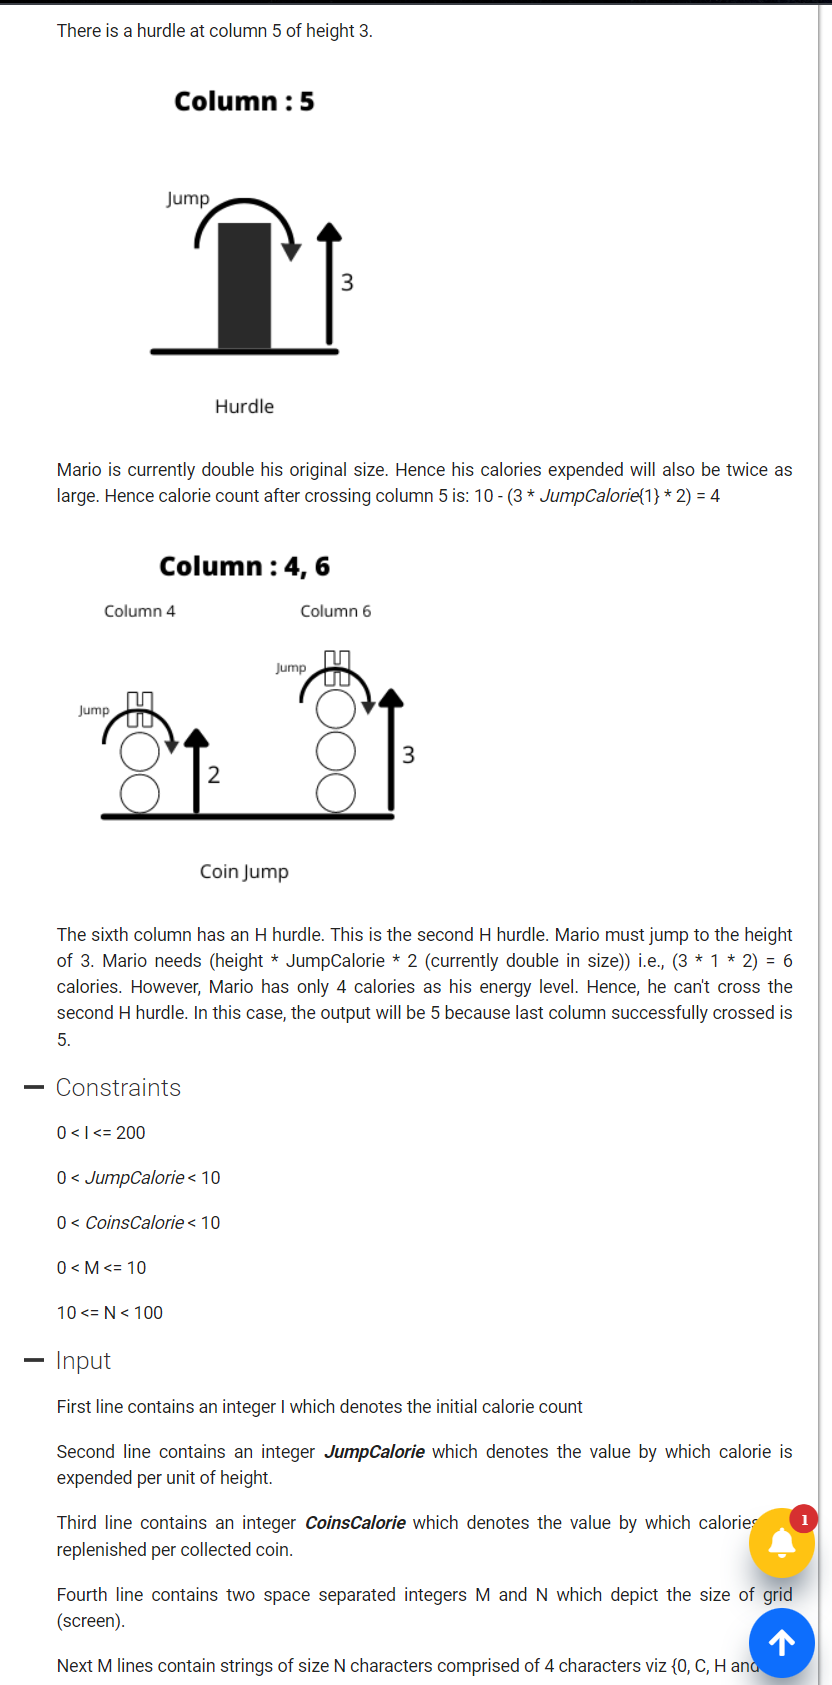 There is a hurdle at column 5 of height 3.
Column : 5
Jump
3
Hurdle
Mario is currently double his original size. Hence his calories expended will also be twice as
large. Hence calorie count after crossing column 5 is: 10 - (3 * JumpCalorie{1} * 2) = 4
Column : 4, 6
Column 4 Column 6
Jump
Jump
3
2
Coin Jump
The sixth column has an H hurdle. This is the second H hurdle. Mario must jump to the height
of 3. Mario needs (height * JumpCalorie * 2 (currently double in size)) i.e., (3 * 1 * 2) = 6
calories. However, Mario has only 4 calories as his energy level. Hence, he can't cross the
second H hurdle. In this case, the output will be 5 because last column successfully crossed is
5.
Constraints
0 < I <= 200
0 < JumpCalorie < 10
0 < CoinsCalorie < 10
0 < M <= 10
10 <= N < 100
Input
First line contains an integer I which denotes the initial calorie count
Second line contains an integer JumpCalorie which denotes the value by which calorie is
expended per unit of height.
Third line contains an integer CoinsCalorie which denotes the value by which calories
1
replenished per collected coin.
Fourth line contains two space separated integers M and N which depict the size of grid
(screen).
Next M lines contain strings of size N characters comprised of 4 characters viz {0, C, H and